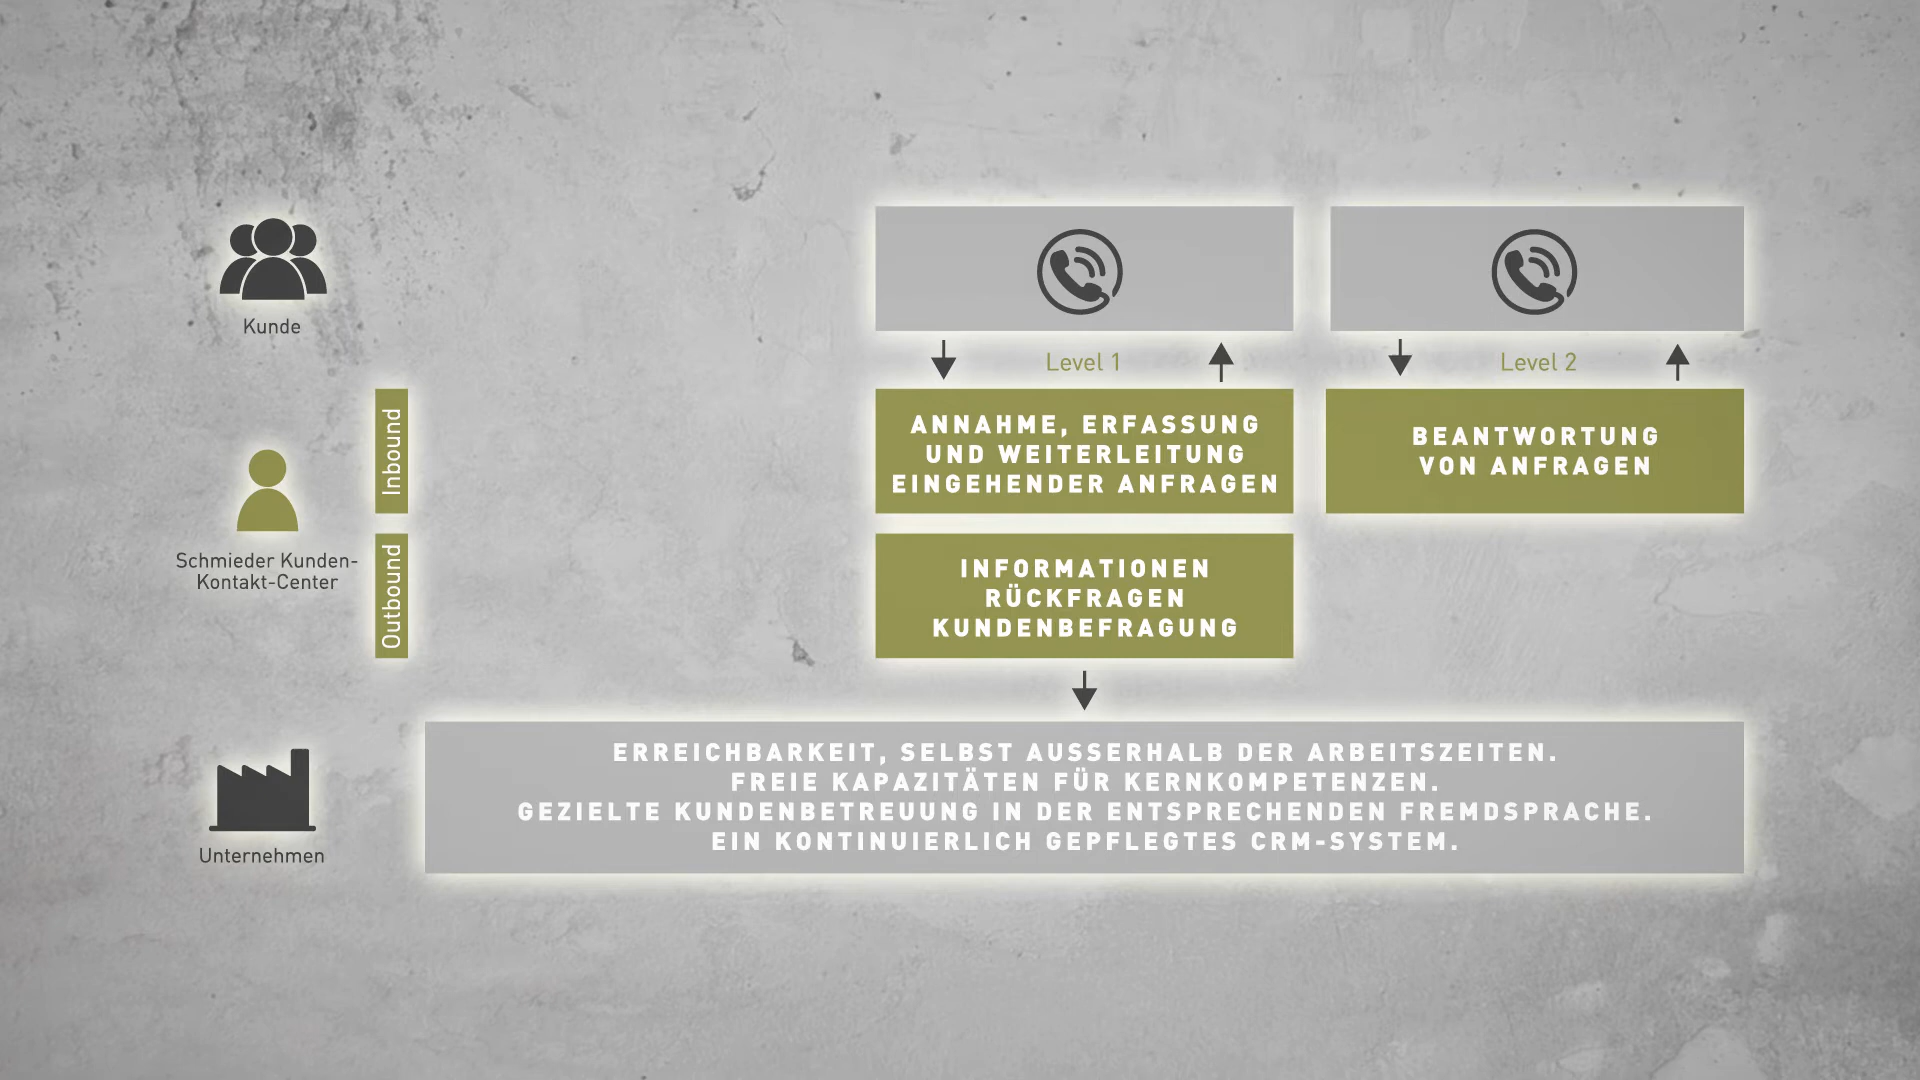 Kunde
Level 1
Level 2
Inbound
ANNAHME, ERFASSUNG
UND WEITERLEITUNG
EINGEHENDER ANFRAGEN
BEANTWORTUNG
VON ANFRAGEN
Schmieder Kunden-
Kontakt-Center
Outbound
INFORMATIONEN
RÜCKFRAGEN
KUNDENBEFRAGUNG
Unternehmen
ERREICHBARKEIT, SELBST AUSSERHALB DER ARBEITSZEITEN.
FREIE KAPAZITÄTEN FÜR KERNKOMPETENZEN.
GEZIELTE KUNDENBETREUUNG IN DER ENTSPRECHENDEN FREMDSPRACHE.
EIN KONTINUIERLICH GEPFLEGTES CRM-SYSTEM.